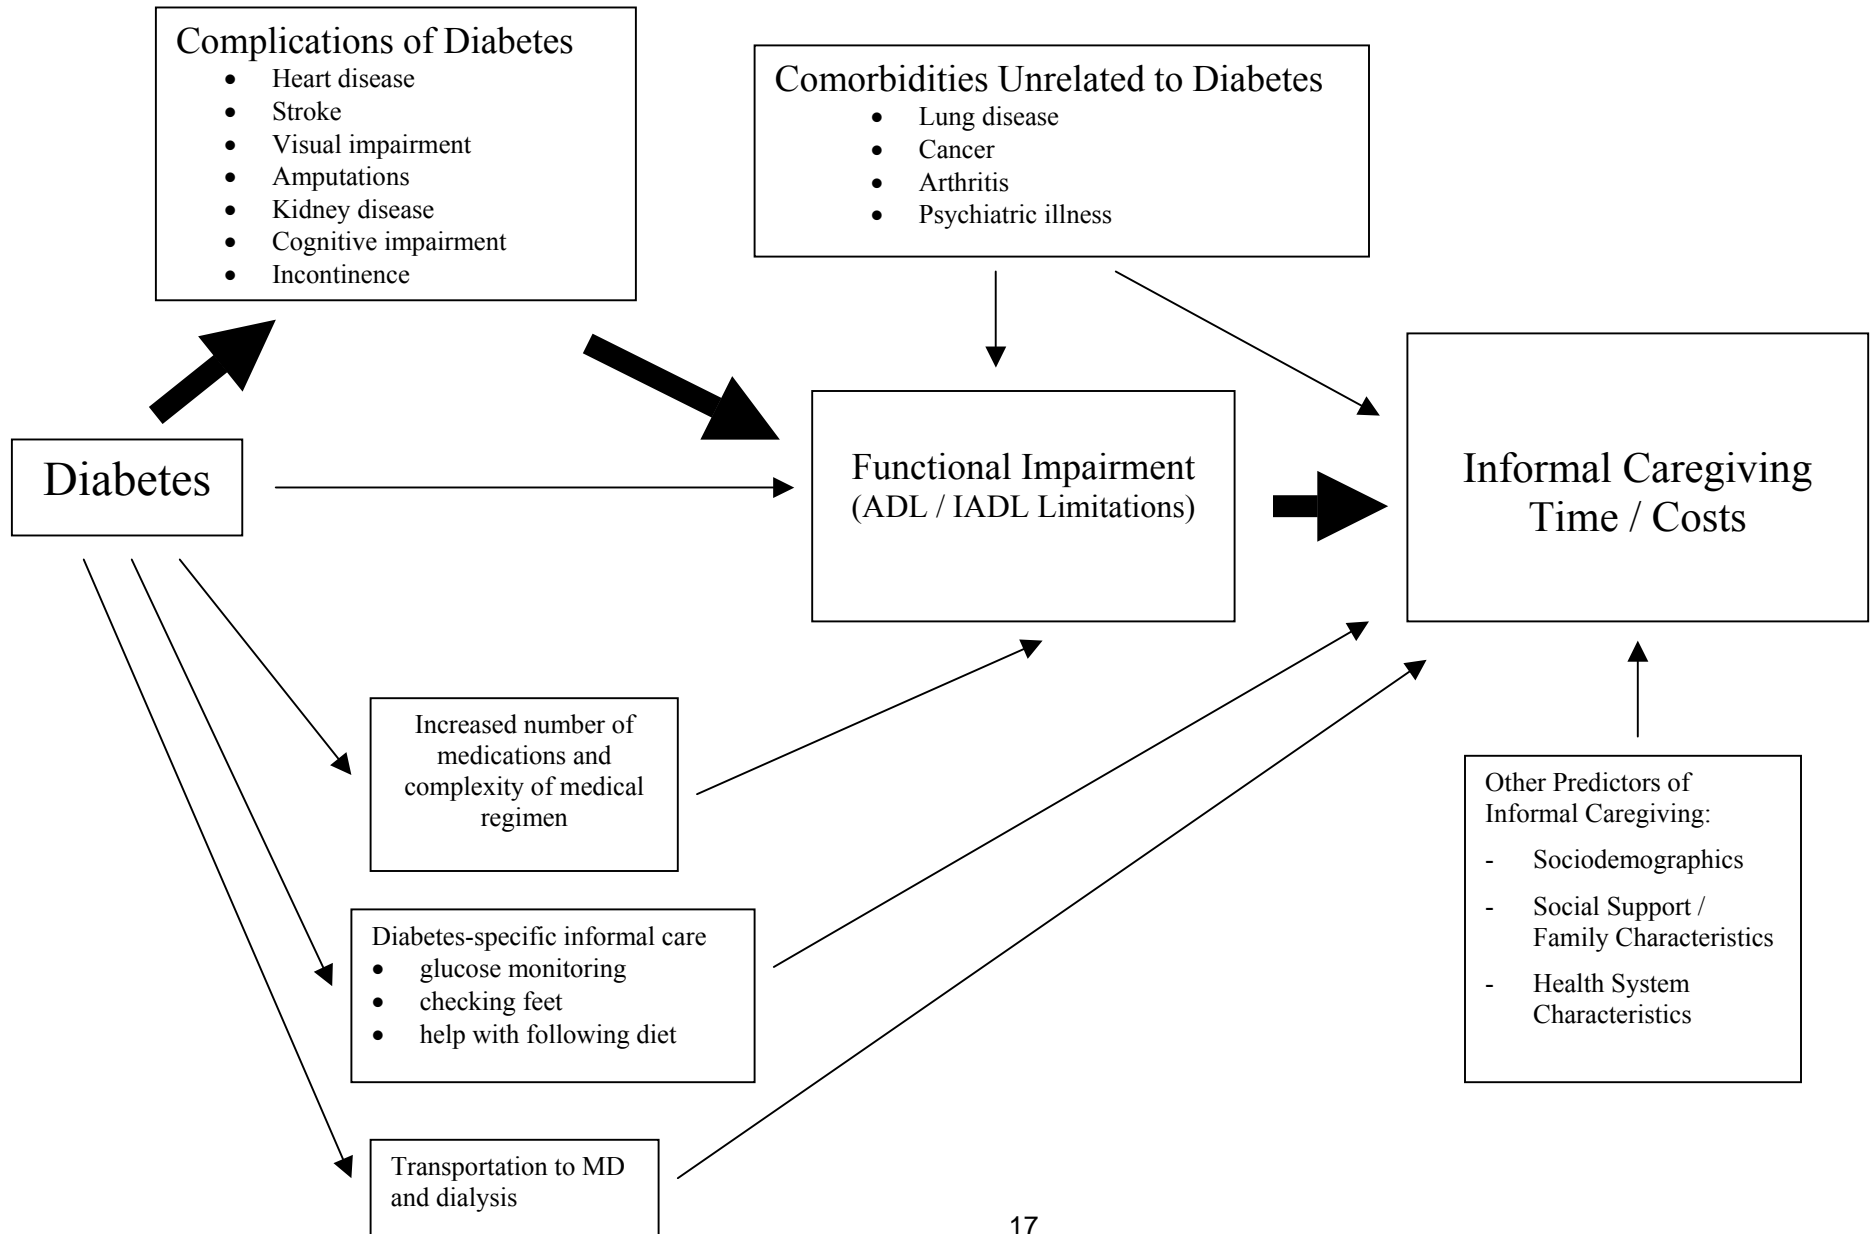 Complications of Diabetes
• Heart disease
• Stroke
• Visual impairment
• Amputations
• Kidney disease
• Cognitive impairment
• Incontinence
Comorbidities Unrelated to Diabetes
• Lung disease
• Cancer
• Arthritis
• Psychiatric illness
Diabetes
Functional Impairment
(ADL / IADL Limitations)
Informal Caregiving
Time / Costs
Increased number of
medications and
complexity of medical
regimen
Diabetes-specific informal care
• glucose monitoring
• checking feet
• help with following diet
Transportation to MD
and dialysis
Other Predictors of
Informal Caregiving:
- Sociodemographics
- Social Support /
Family Characteristics
- Health System
Characteristics
17